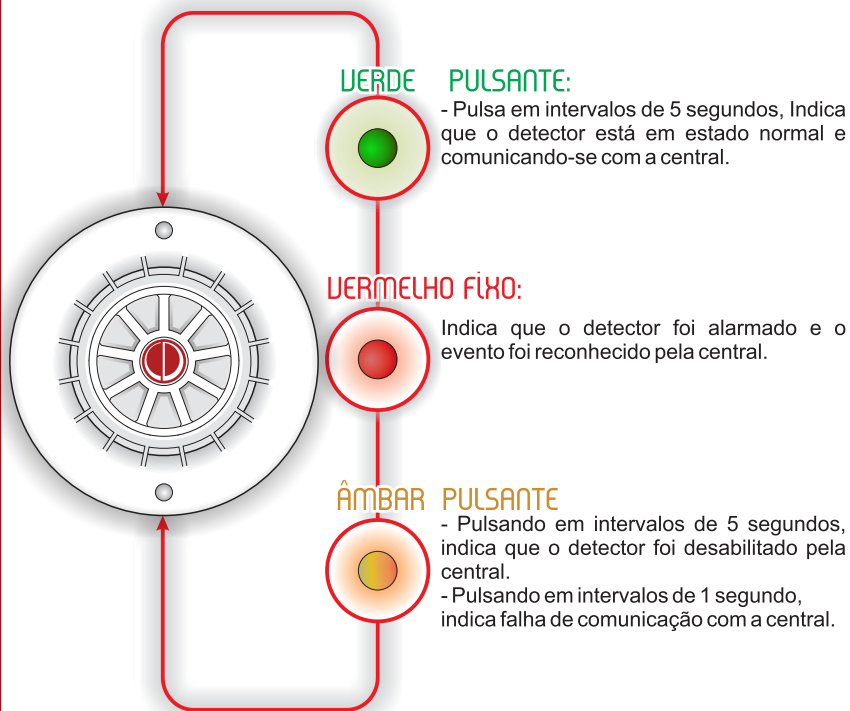 VERDE PULSANTE:
- Pulsa em intervalos de 5 segundos, Indica
que o detector está em estado normal e
comunicando-se com a central.
VERMELHO FIXO:
Indica que o detector foi alarmado e o
evento foi reconhecido pela central.
ÂMBAR PULSANTE
- Pulsando em intervalos de 5 segundos,
indica que o detector foi desabilitado pela
central.
- Pulsando em intervalos de 1 segundo,
indica falha de comunicação com a central.